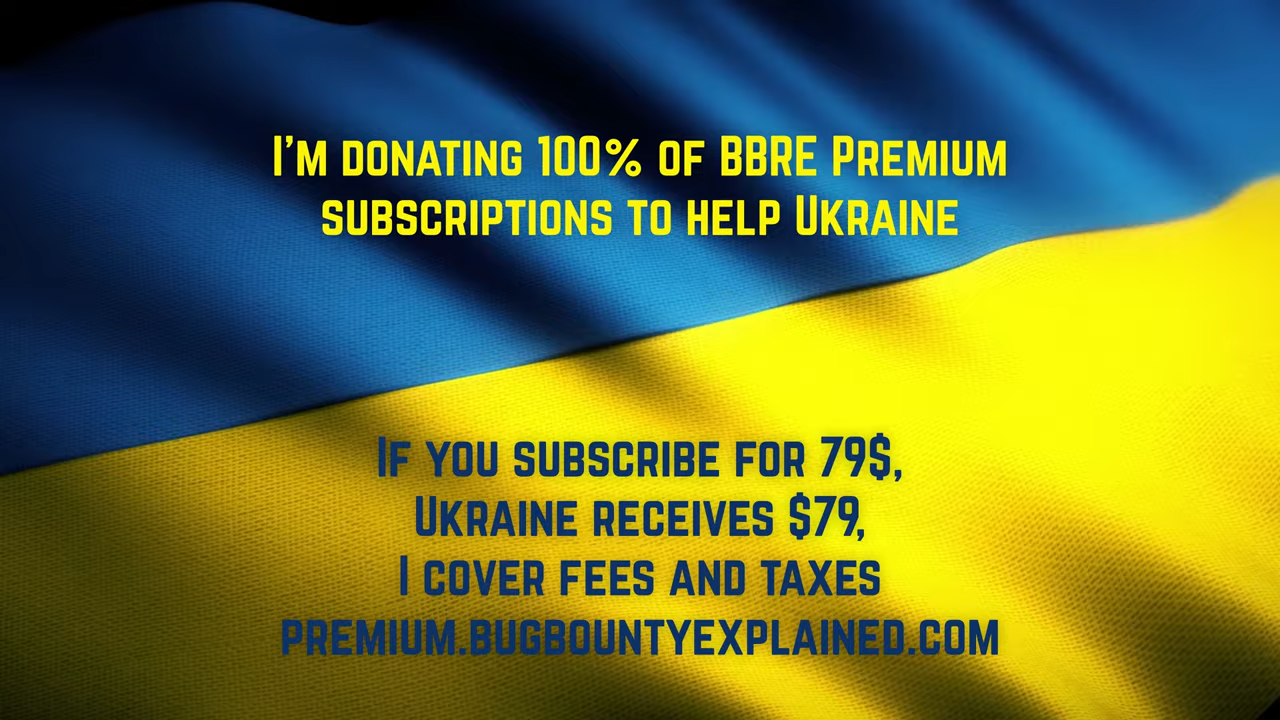 I'm donating 100% of BBRE Premium
subscriptions to help Ukraine
If you subscribe for 79$,
Ukraine receives $79,
I cover fees and taxes
premium.bugbountyexplained.com